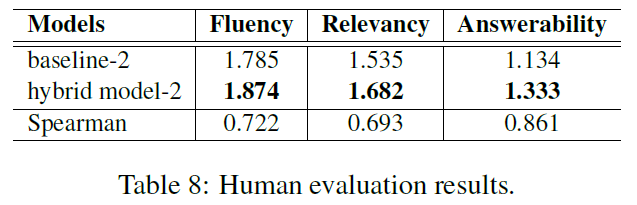 Models Fluency Relevancy Answerability
baseline-2 1.785 1.535 1.134
hybrid model-2 1.874 1.682 1.333
Spearman 0.722 0.693 0.861
Table 8: Human evaluation results.